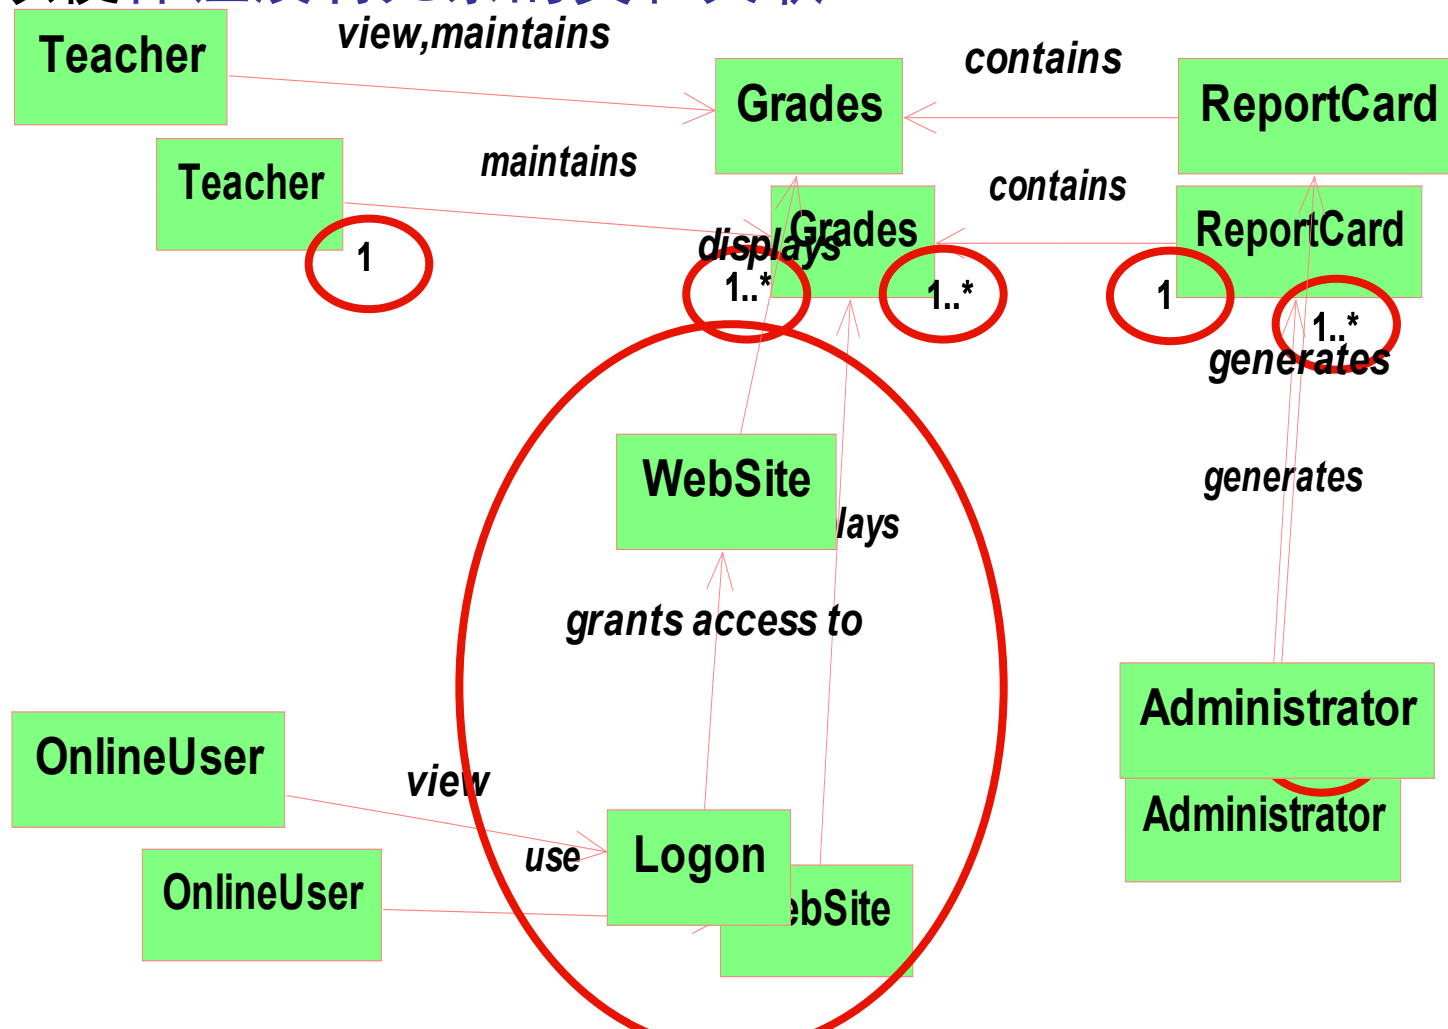 view,maintains
Teacher
contains
Grades
ReportCard
maintains
Teacher
contains
Grades
ReportCard
displays
1
1..*
1..*
1
1..*
generates
WebSite
generates
lays
grants access to
Administrator
OnlineUser
view
Administrator
use
Logon
OnlineUser
ebSite